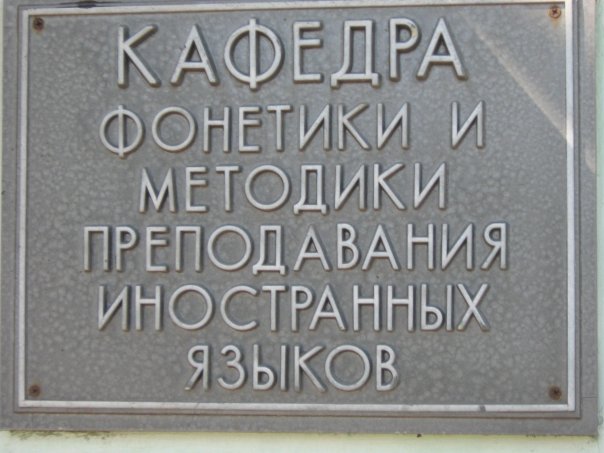 КАФЕДРА
ФОНЕТИКИ И
МЕТОДИКИ
ПРЕПОДАВАНИЯ
ИНОСТРАННЫХ
ЯЗЫКОВ